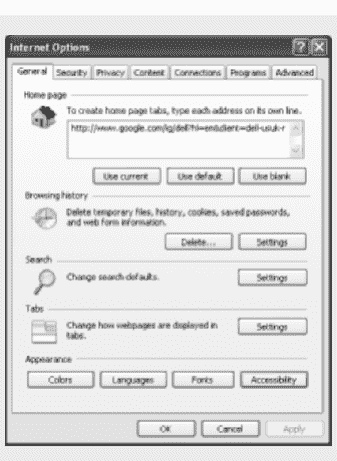 Internet Options
General Security Privacy Content Connections Programs Advanced
Home page
To create home page tabs, type each address on its own line.
http://www.google.com/ig/dell?hl=en&client=dell-usuk-r
Use current Use default Use blank
Browsing history
Delete temporary files, history, cookies, saved passwords,
and web form information.
Delete... Settings
Search
Change search defaults. Settings
Tabs
Change how webpages are displayed in
tabs.
Settings
Appearance
Colors Languages Fonts Accessibility
OK Cancel Apply